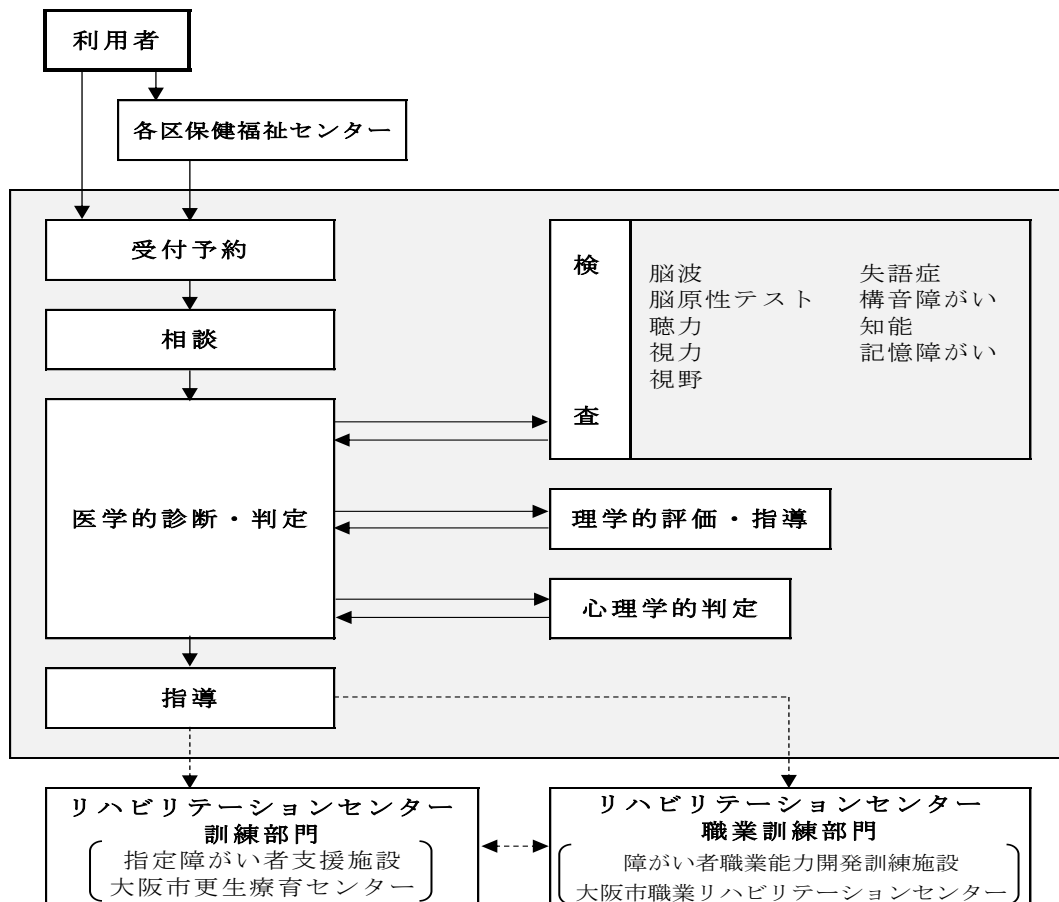 利用者
各区保健福祉センター
受付予約
相談
医学的診断・判定
指導
検
査
脳波
脳原性テスト
聴力
視力
視野
失語症
構音障がい
知能
記憶障がい
理学的評価・指導
心理学的判定
リハビリテーションセンター
訓練部門
指定障がい者支援施設
大阪市更生療育センター
リハビリテーションセンター
職業訓練部門
障がい者職業能力開発訓練施設
大阪市職業リハビリテーションセンター